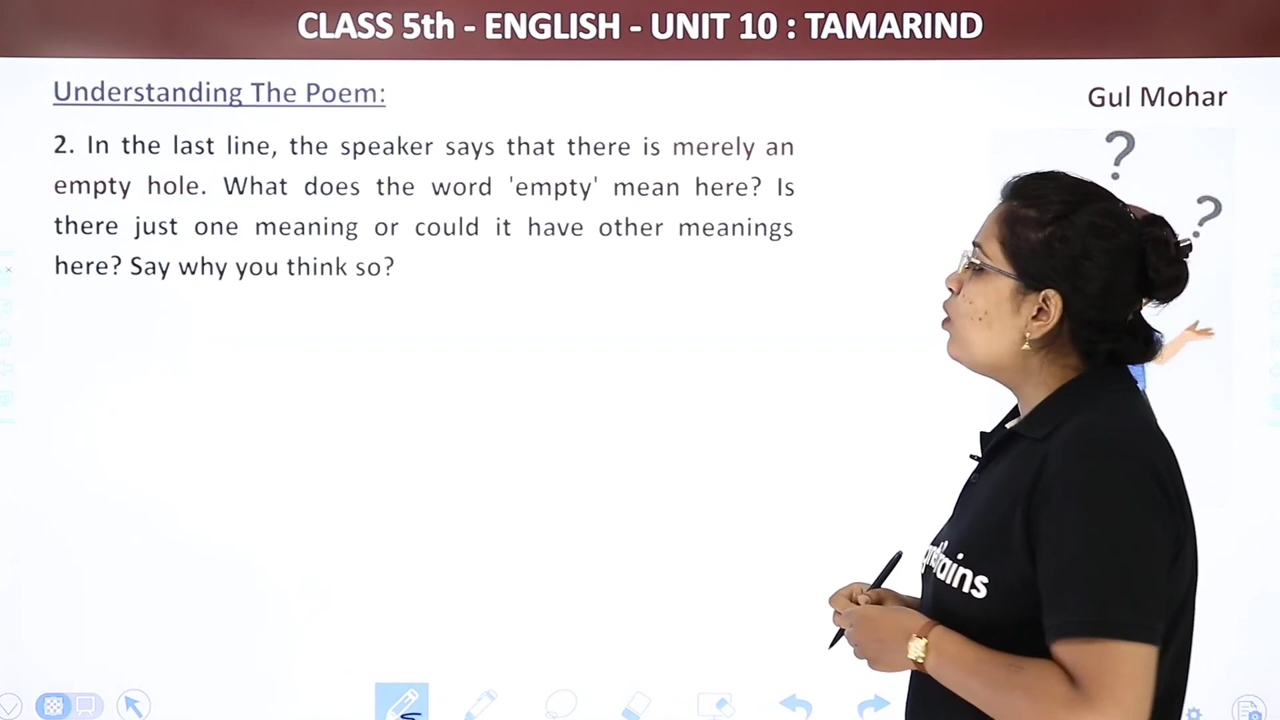 CLASS 5th - ENGLISH - UNIT 10 : TAMARIND
Understanding The Poem:
Gul Mohar
2. In the last line, the speaker says that there is merely an
empty hole. What does the word 'empty' mean here? Is
there just one meaning or could it have other meanings
here? Say why you think so?
? 
?